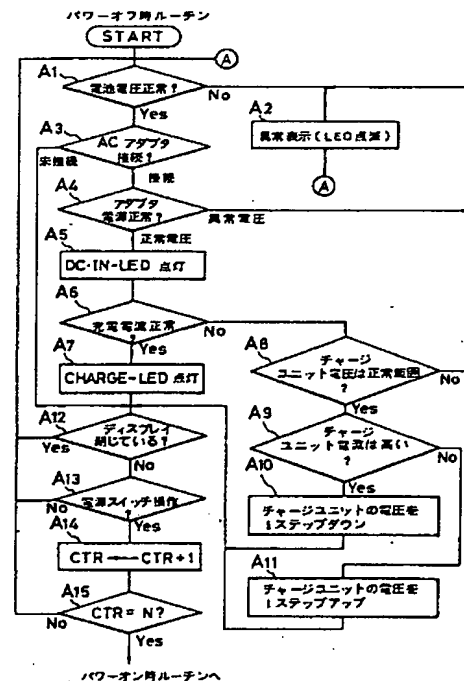 パワーオフ時ルーチン
START
A
A1
電池電圧正常?
No
Yes
A2
異常表示(LED点滅)
A
A3
AC アダプタ
接続?
未接続
接続
A4
アダプタ
電源正常?
異常電圧
正常電圧
A5
DC-IN-LED 点灯
A6
充電電流正常
?
No
Yes
A7
CHARGE-LED 点灯
A8
チャージ
ユニット電圧は正常範囲
?
No
Yes
A9
チャージ
ユニット電流は高い
?
No
Yes
A10
チャージユニットの電圧を
1ステップダウン
A11
チャージユニットの電圧を
1ステップアップ
A12
ディスプレイ
閉じている?
Yes
No
A13
電源スイッチ操作
?
No
Yes
A14
CTR ← CTR+1
A15
CTR = N?
No
Yes
パワーオン時ルーチンへ